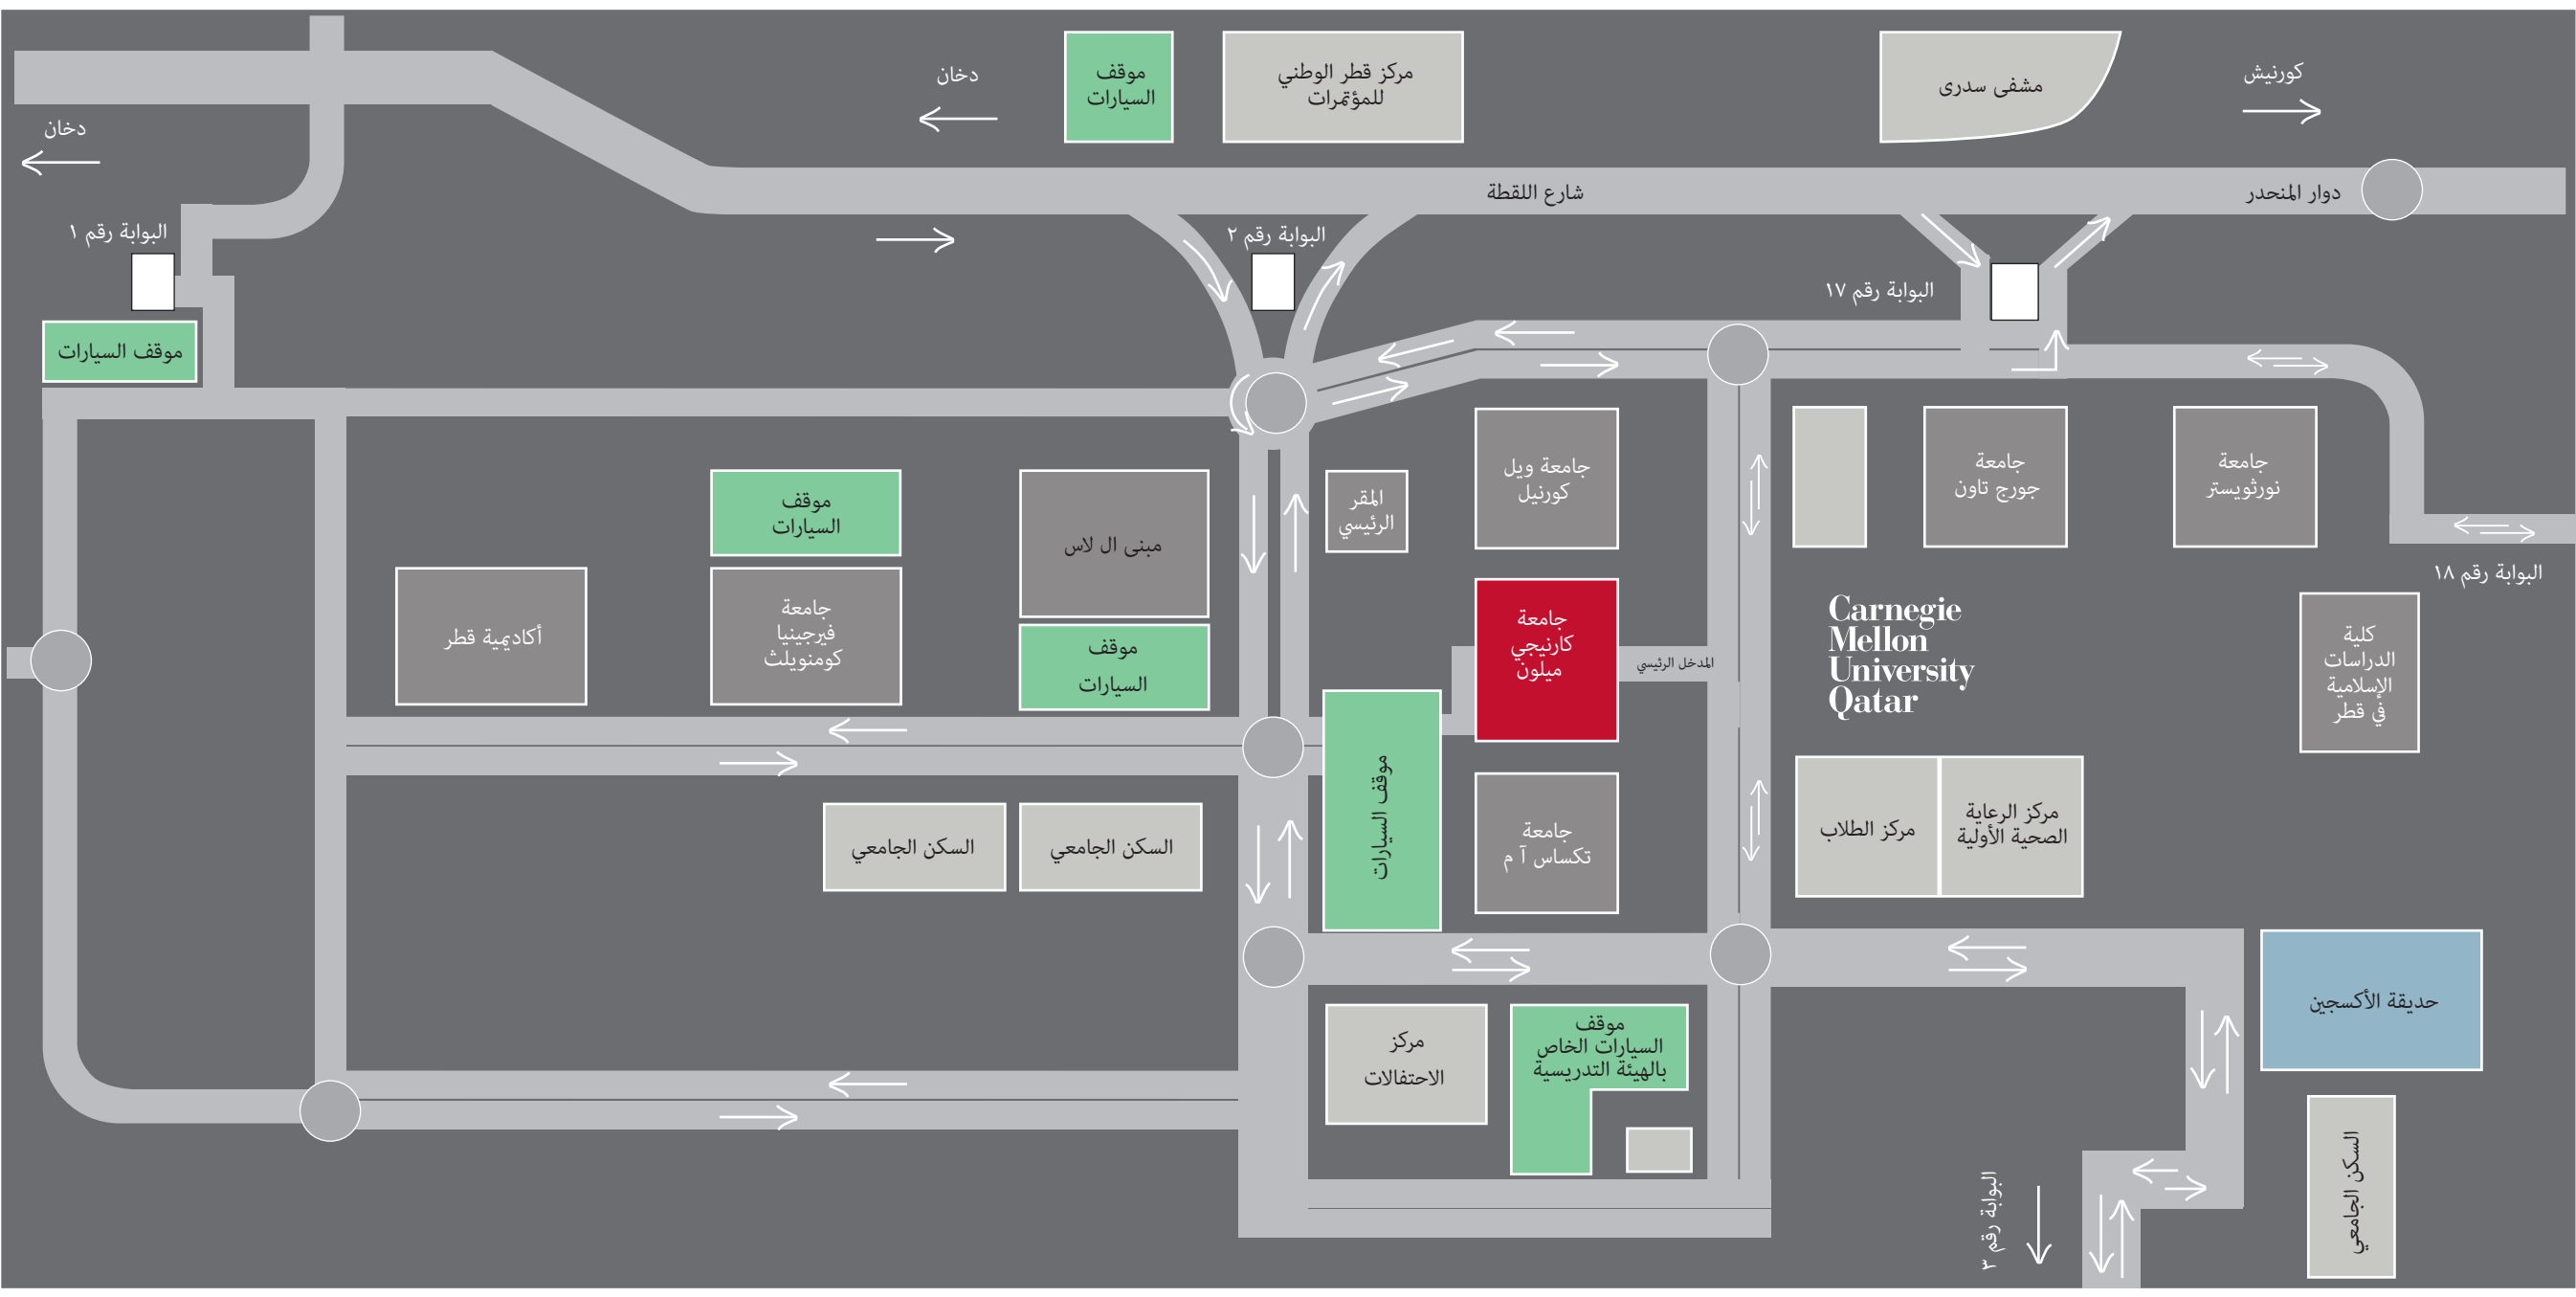 دخان
موقف
السيارات
مركز قطر الوطني
للمؤتمرات
مشفى سدرى
كورنيش
دخان
شارع اللقطة
دوار المنحدر
البوابة رقم ١
البوابة رقم ٢
البوابة رقم ١٧
موقف السيارات
جامعة ويل
كورنيل
جامعة
جورج تاون
جامعة
نورثويستر
موقف
السيارات
مبنى ال لاس
المقر
الرئيسي
البوابة رقم ١٨
أكاديمية قطر
جامعة
فيرجينيا
كومنويلث
موقف
السيارات
جامعة
كارنيجي
ميلون
المدخل الرئيسي
Carnegie
Mellon
University
Qatar
كلية
الدراسات
الإسلامية
في قطر
موقف السيارات
السكن الجامعي
السكن الجامعي
جامعة
تكساس آ م
مركز الطلاب
مركز الرعاية
الصحية الأولية
حديقة الأكسجين
مركز
الاحتفالات
موقف
السيارات الخاص
بالهيئة التدريسية
البوابة رقم ٣
السكن الجامعي